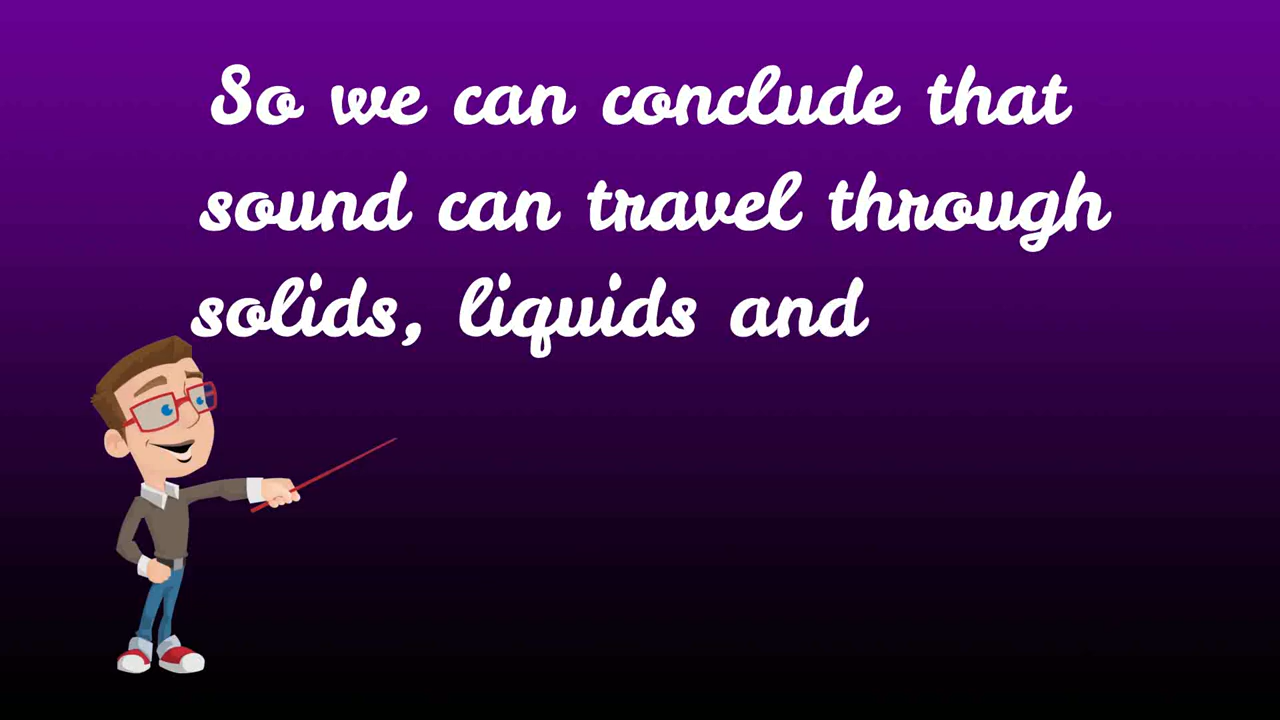 So we can conclude that
sound can travel through
solids, liquids and